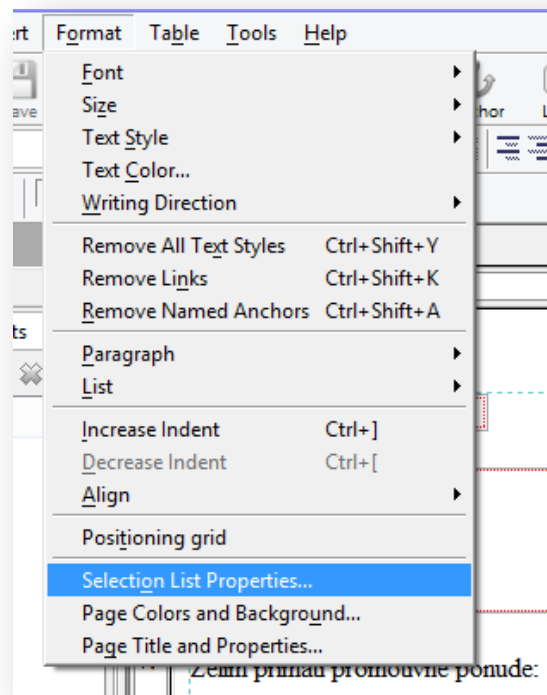 ert Format Table Tools Help
Font
Size
Text Style
Text Color...
Writing Direction
Remove All Text Styles Ctrl+Shift+Y
Remove Links Ctrl+Shift+K
Remove Named Anchors Ctrl+Shift+A
Paragraph
List
Increase Indent Ctrl+]
Decrease Indent Ctrl+[
Align
Positioning grid
Selection List Properties...
Page Colors and Background...
Page Title and Properties...
ave
hor
ts
Želim primati promotivne ponude: